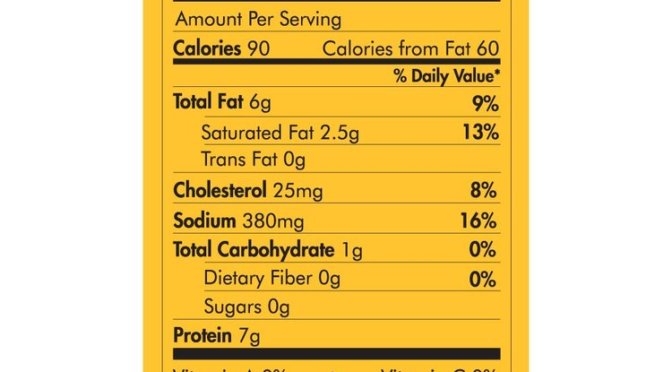 Amount Per Serving
Calories 90 Calories from Fat 60
% Daily Value*
Total Fat 6g 9%
Saturated Fat 2.5g 13%
Trans Fat 0g
Cholesterol 25mg 8%
Sodium 380mg 16%
Total Carbohydrate 1g 0%
Dietary Fiber 0g 0%
Sugars 0g
Protein 7g